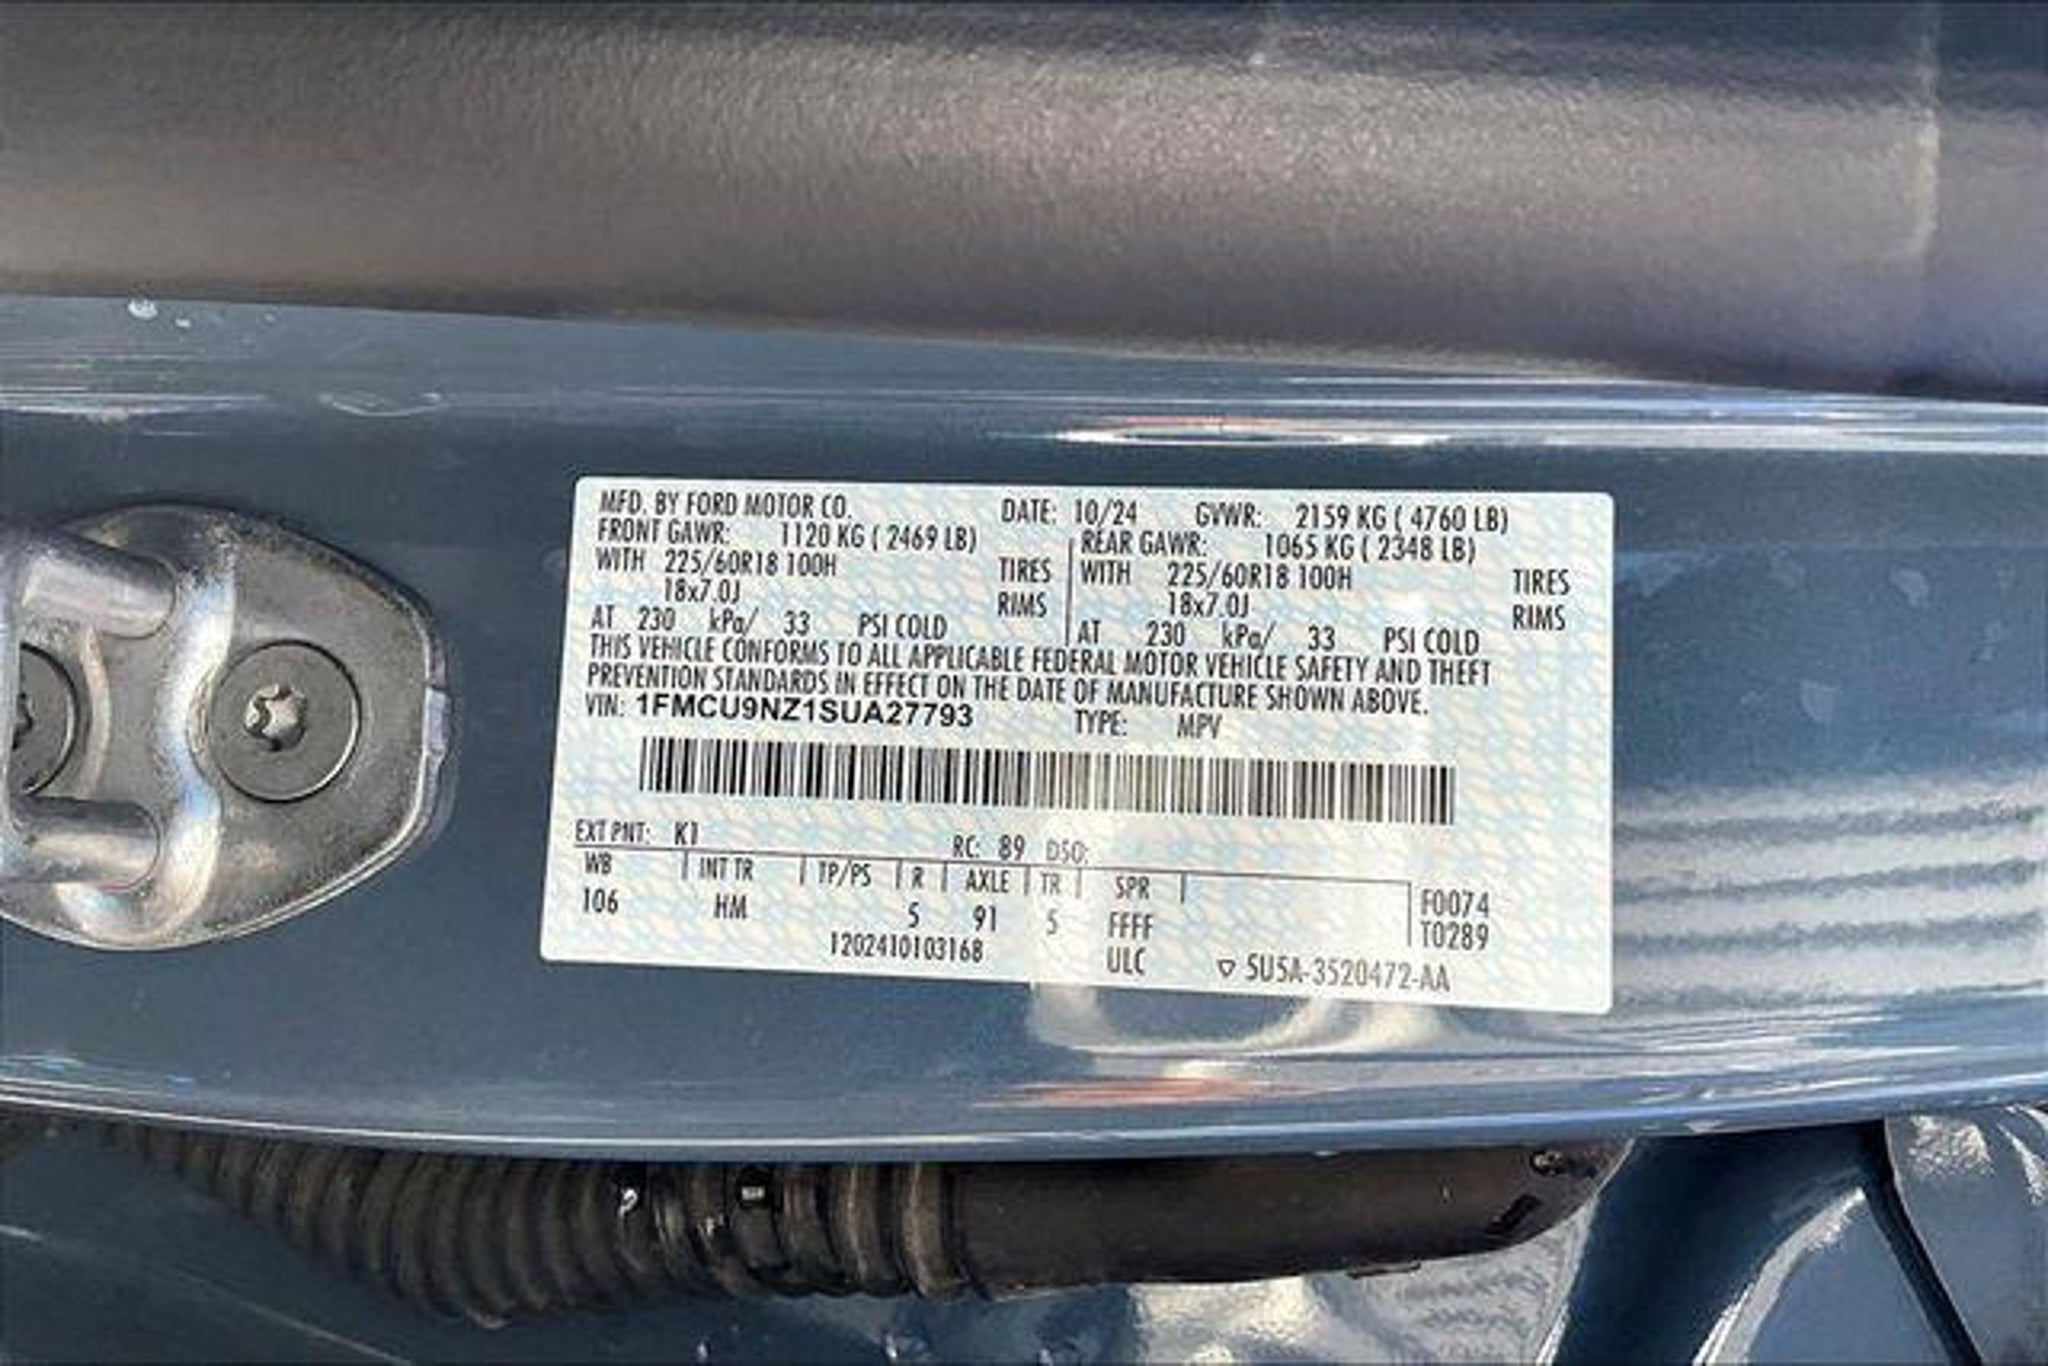 MFD. BY FORD MOTOR CO. DATE: 10/24 GVWR: 2159 KG ( 4760 LB)
FRONT GAWR: 1120 KG ( 2469 LB) REAR GAWR: 1065 KG ( 2348 LB)
WITH 225/60R18 100H TIRES WITH 225/60R18 100H TIRES
18x7.0J RIMS 18x7.0J RIMS
AT 230 kPa/ 33 PSI COLD AT 230 kPa/ 33 PSI COLD
THIS VEHICLE CONFORMS TO ALL APPLICABLE FEDERAL MOTOR VEHICLE SAFETY AND THEFT
PREVENTION STANDARDS IN EFFECT ON THE DATE OF MANUFACTURE SHOWN ABOVE.
VIN: 1FMCU9NZ1SUA27793 TYPE: MPV
EXT PNT: K1 RC: 89 DSO:
WB INT TR TP/PS R AXLE TR SPR F0074
106 HM 5 91 5 FFFF T0289
1202410103168 ULC ▽ SU5A-3520472-AA